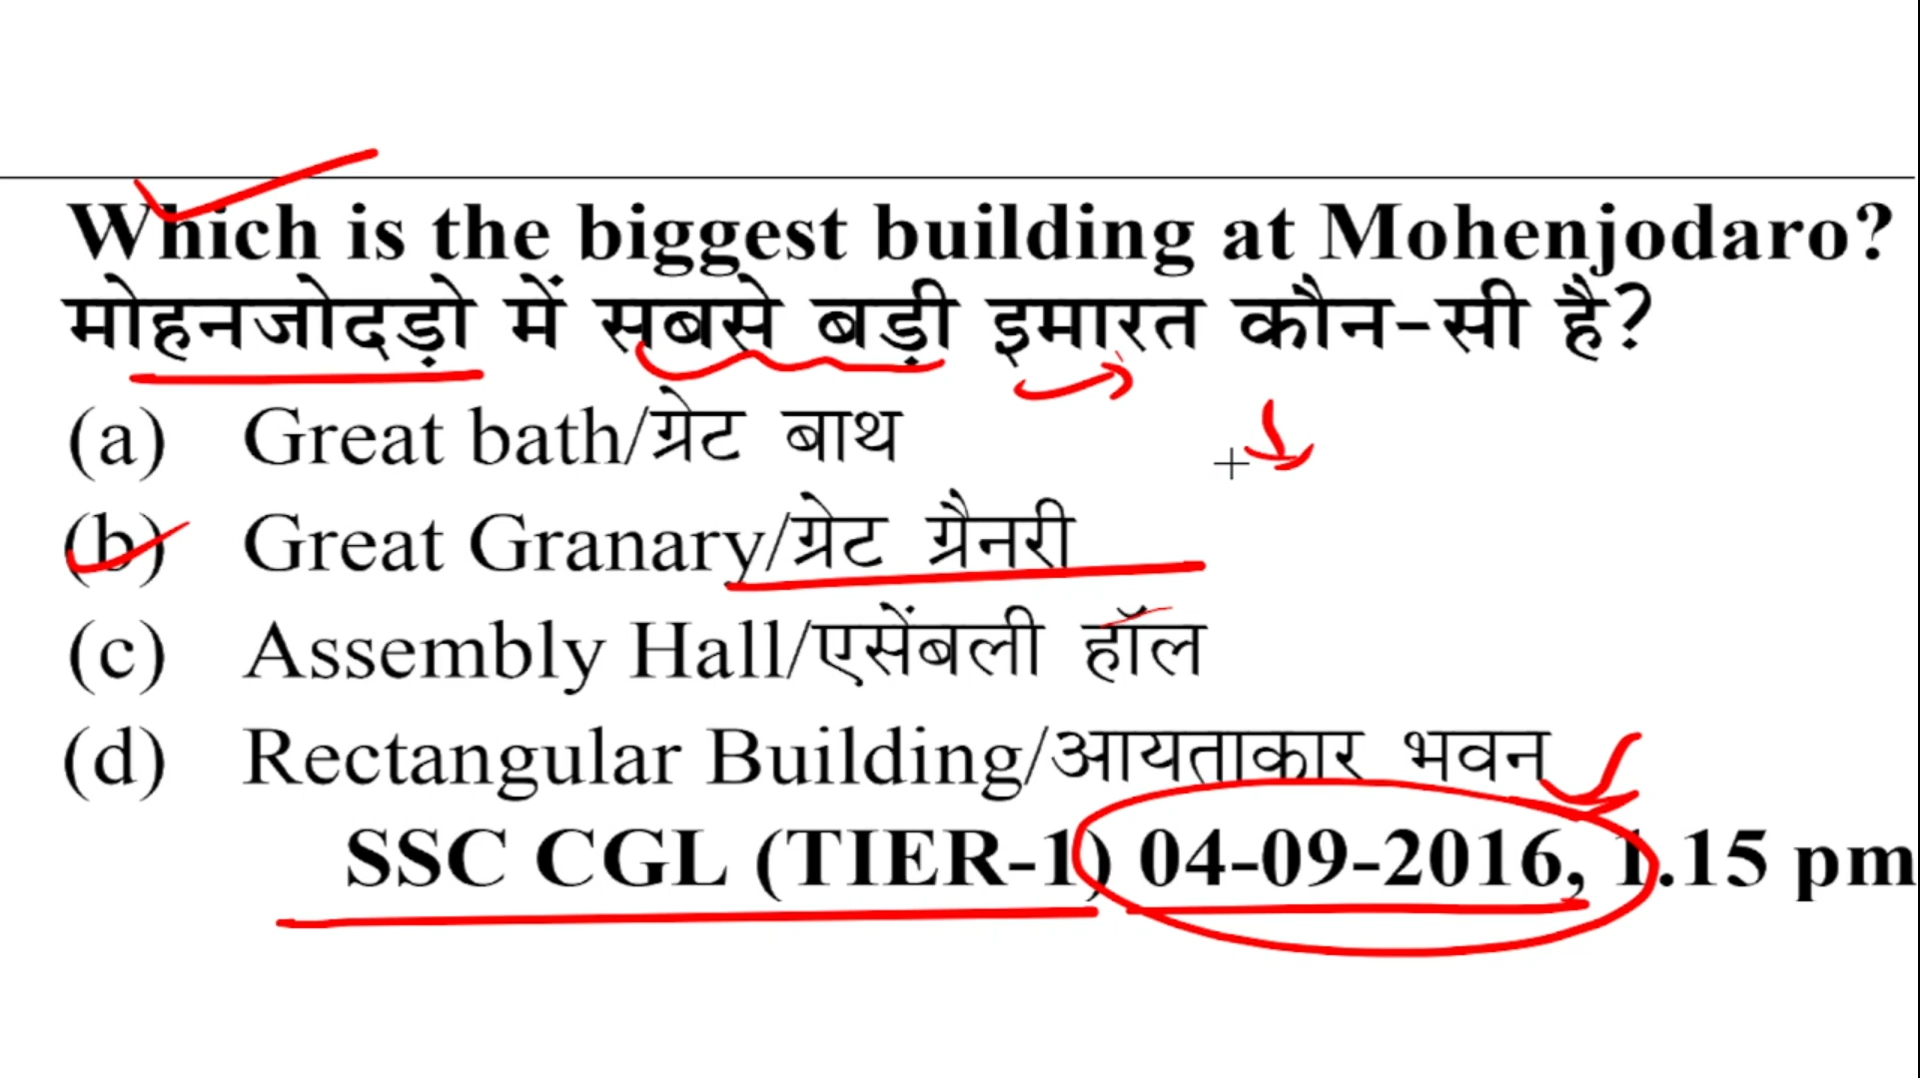 Which is the biggest building at Mohenjodaro?
मोहनजोदड़ो में सबसे बड़ी इमारत कौन-सी है?
(a) Great bath/ग्रेट बाथ
(b) Great Granary/ग्रेट ग्रैनरी
(c) Assembly Hall/एसेंबली हॉल
(d) Rectangular Building/आयताकार भवन
SSC CGL (TIER-1) 04-09-2016, 1.15 pm